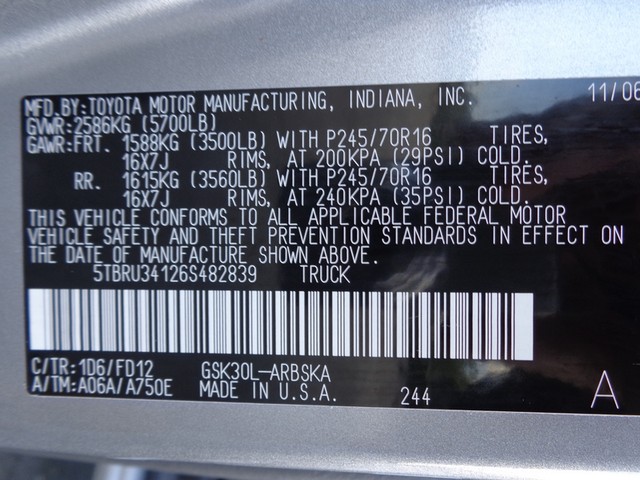 MFD.BY:TOYOTA MOTOR MANUFACTURING, INDIANA, INC. 11/06
GVWR:2586KG (5700LB)
GAWR:FRT. 1588KG (3500LB) WITH P245/70R16 TIRES,
16X7J RIMS, AT 200KPA (29PSI) COLD.
RR. 1615KG (3560LB) WITH P245/70R16 TIRES,
16X7J RIMS, AT 240KPA (35PSI) COLD.
THIS VEHICLE CONFORMS TO ALL APPLICABLE FEDERAL MOTOR
VEHICLE SAFETY AND THEFT PREVENTION STANDARDS IN EFFECT ON
THE DATE OF MANUFACTURE SHOWN ABOVE.
5TBRU34126S482839 TRUCK
C/TR:1D6/FD12 GSK30L-ARBSKA
A/TM:A06A/A750E MADE IN U.S.A. 244 A